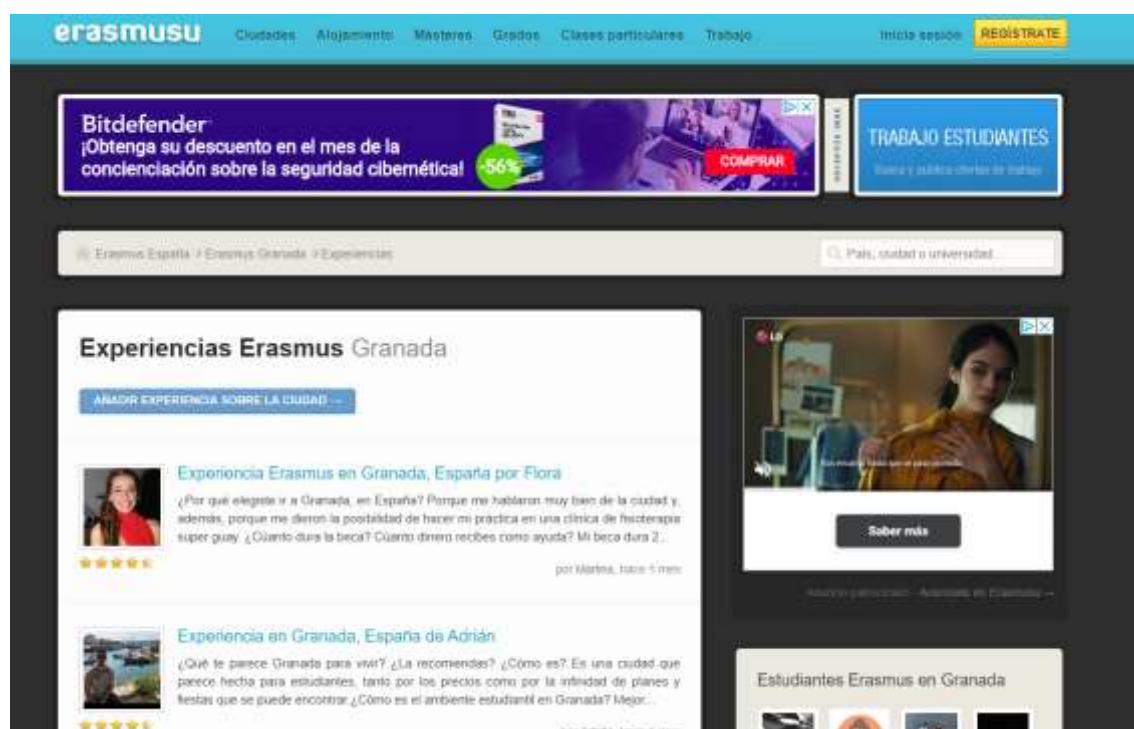 erasmusu
Ciudades Alojamiento Másteres Grados Clases particulares Trabajo Inicia sesión REGÍSTRATE
Bitdefender
¡Obtenga su descuento en el mes de la
concienciación sobre la seguridad cibernética!
-56%
COMPRAR
TRABAJO ESTUDIANTES
Busca y publica ofertas de trabajo
Erasmus España > Erasmus Granada > Experiencias
País, ciudad o universidad...
Experiencias Erasmus Granada
AÑADIR EXPERIENCIA SOBRE LA CIUDAD →
LG
Experiencia Erasmus en Granada, España por Flora
¿Por qué elegiste ir a Granada, en España? Porque me hablaron muy bien de la ciudad y,
además, porque me dieron la posibilidad de hacer mi práctica en una clínica de fisioterapia
super guay. ¿Cúanto dura la beca? Cúanto dinero recibes como ayuda? Mi beca dura 2...
por Martina, hace 1 mes
Saber más
Experiencia en Granada, España de Adrián
¿Qué te parece Granada para vivir? ¿La recomiendas? ¿Cómo es? Es una ciudad que
parece hecha para estudiantes, tanto por los precios como por la infinidad de planes y
fiestas que se puede encontrar.¿Cómo es el ambiente estudiantil en Granada? Mejor...
Estudiantes Erasmus en Granada